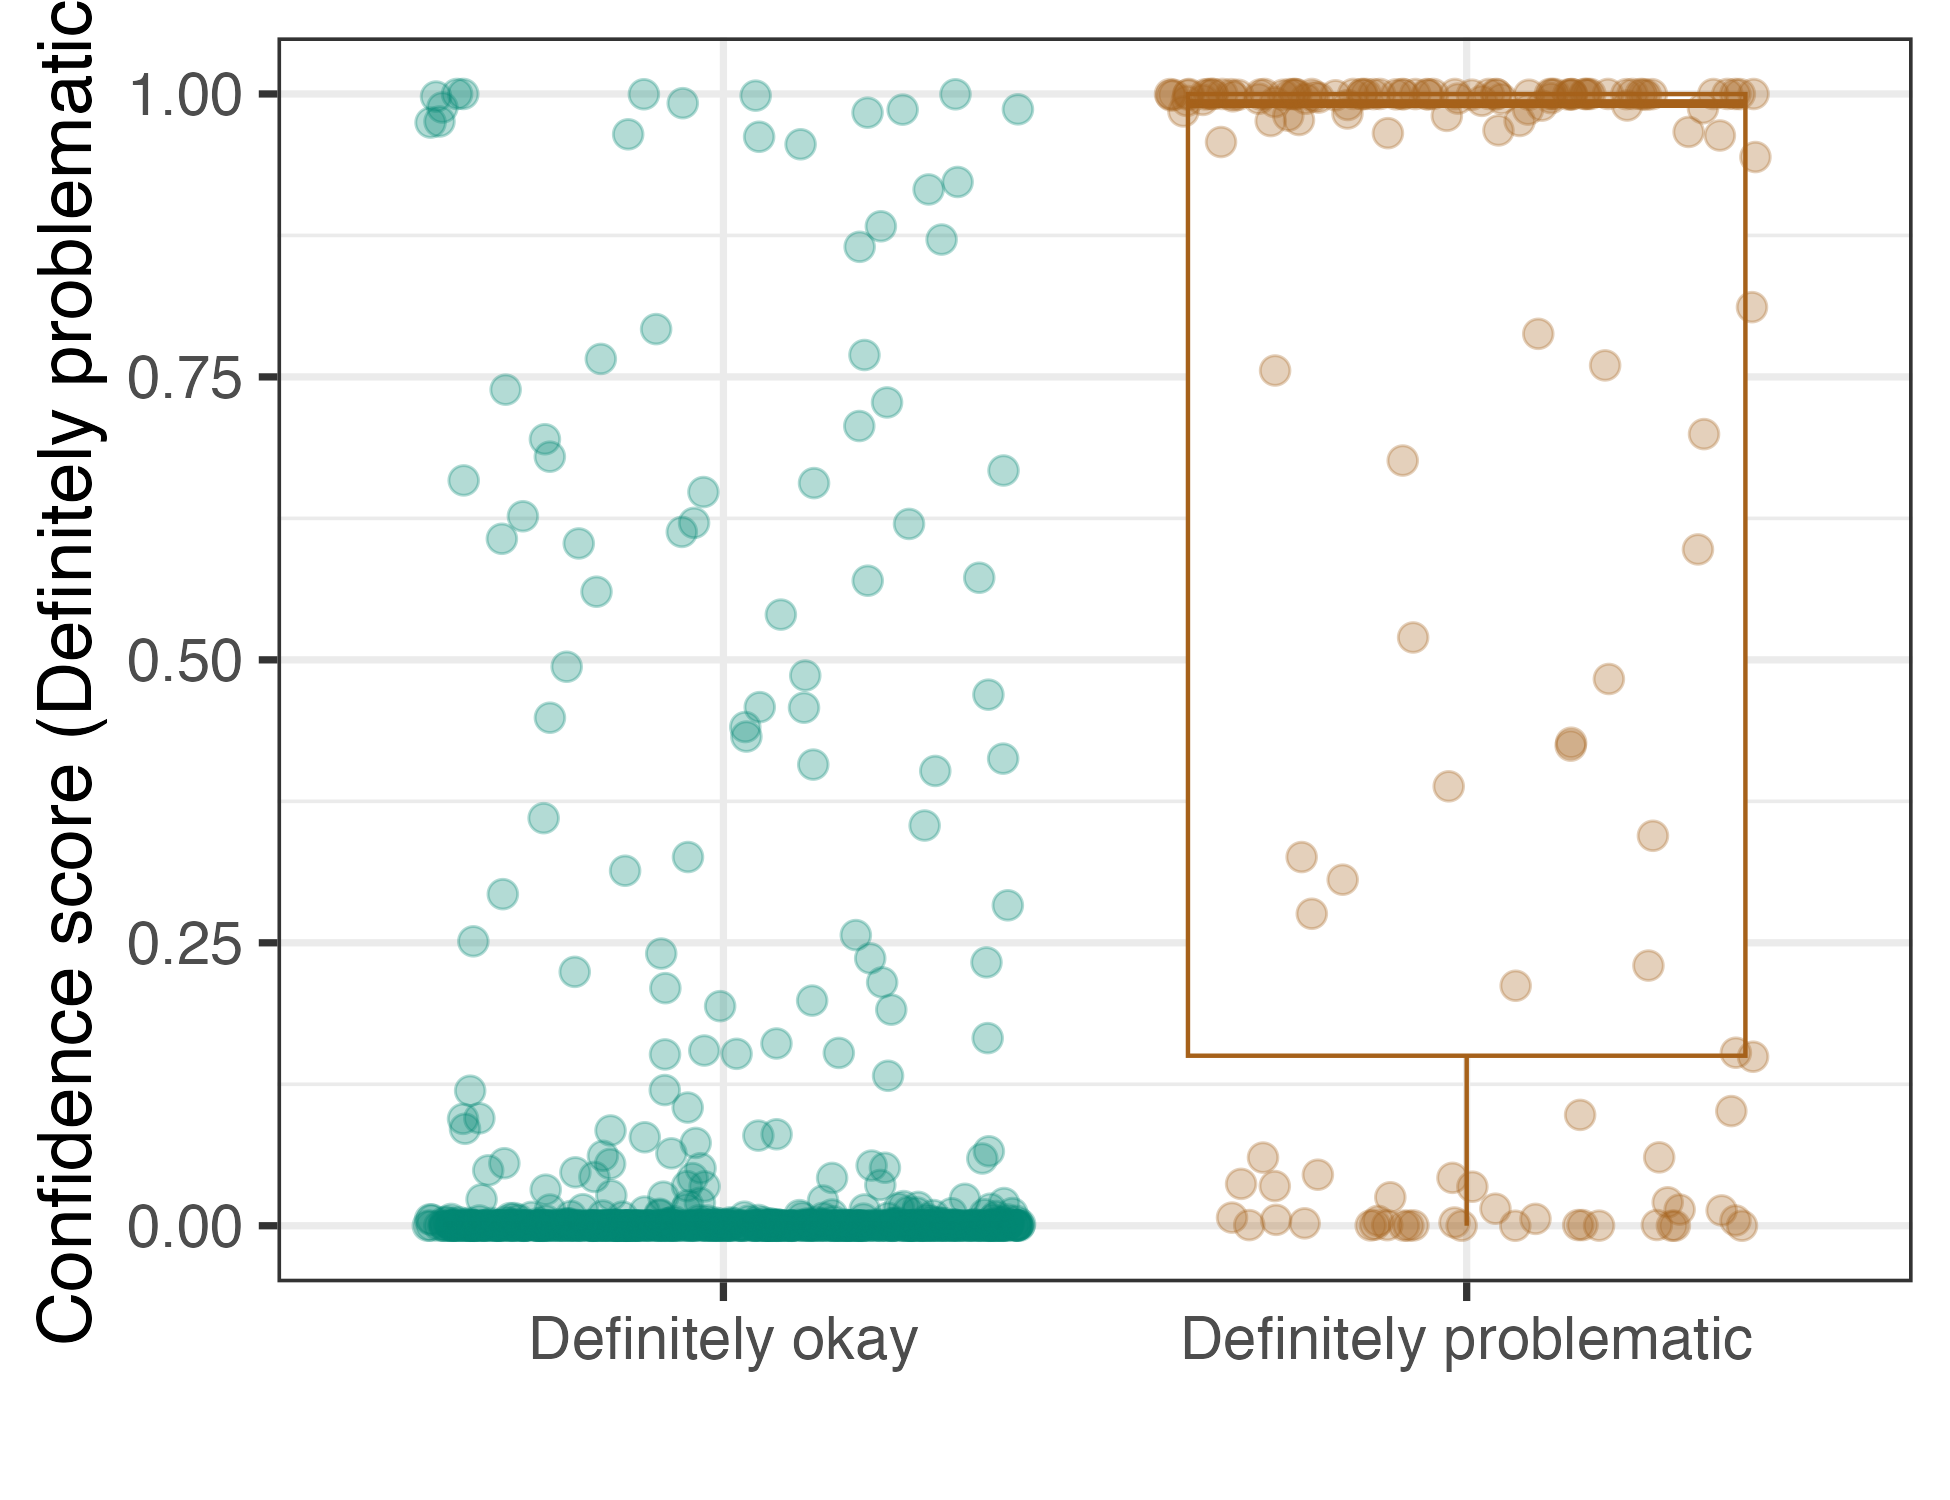 Confidence score (Definitely problematic
1.00
0.75
0.50
0.25
0.00
Definitely okay
Definitely problematic